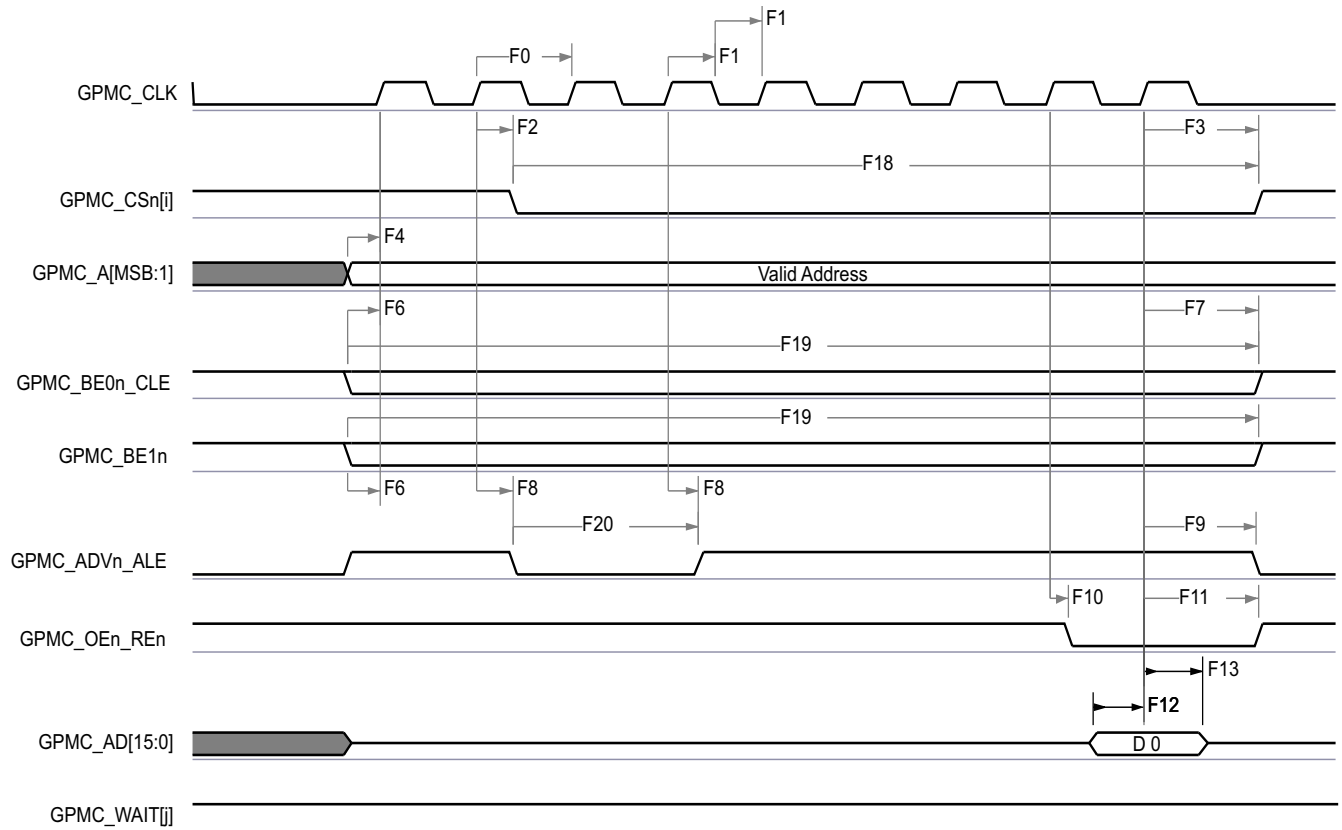 F1
F0
F1
GPMC_CLK
F2
F3
F18
GPMC_CSn[i]
F4
GPMC_A[MSB:1]
Valid Address
F6
F7
F19
GPMC_BE0n_CLE
F19
GPMC_BE1n
F6
F8
F8
F20
F9
GPMC_ADVn_ALE
F10
F11
GPMC_OEn_REn
F13
F12
GPMC_AD[15:0]
D 0
GPMC_WAIT[j]